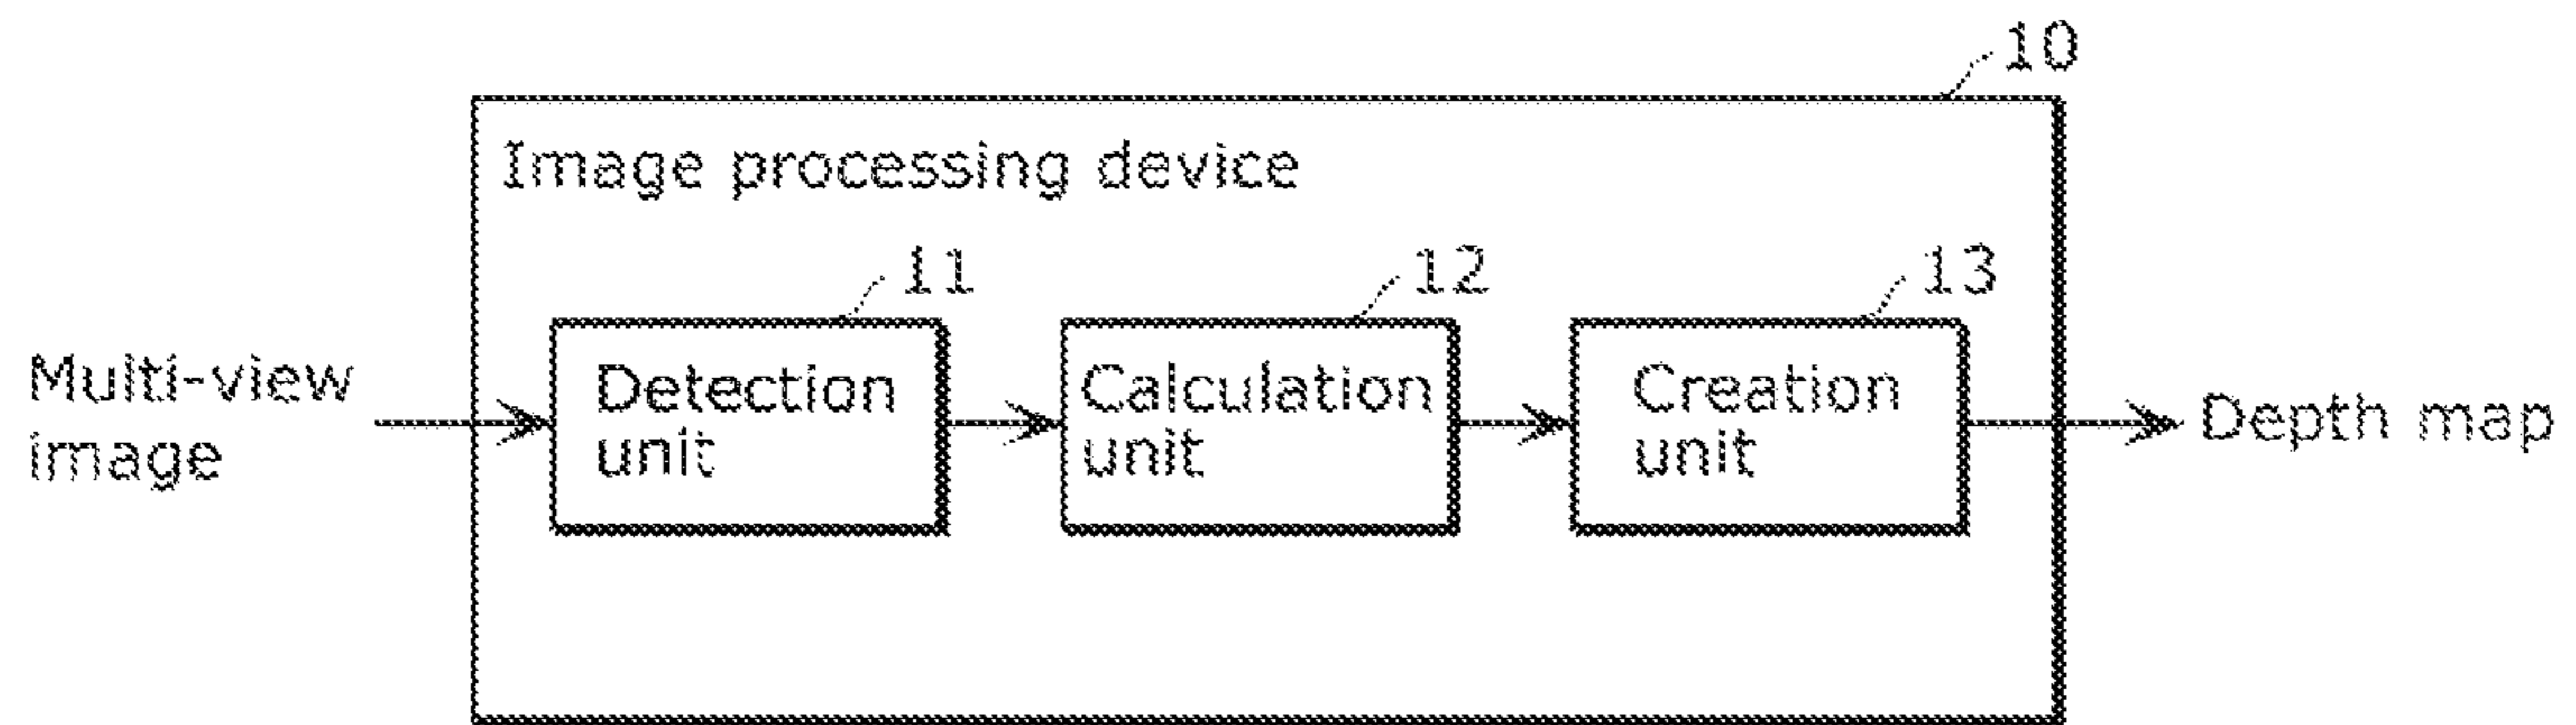 10
Image processing device
11
12
13
Multi-view
image
Detection
unit
Calculation
unit
Creation
unit
Depth map